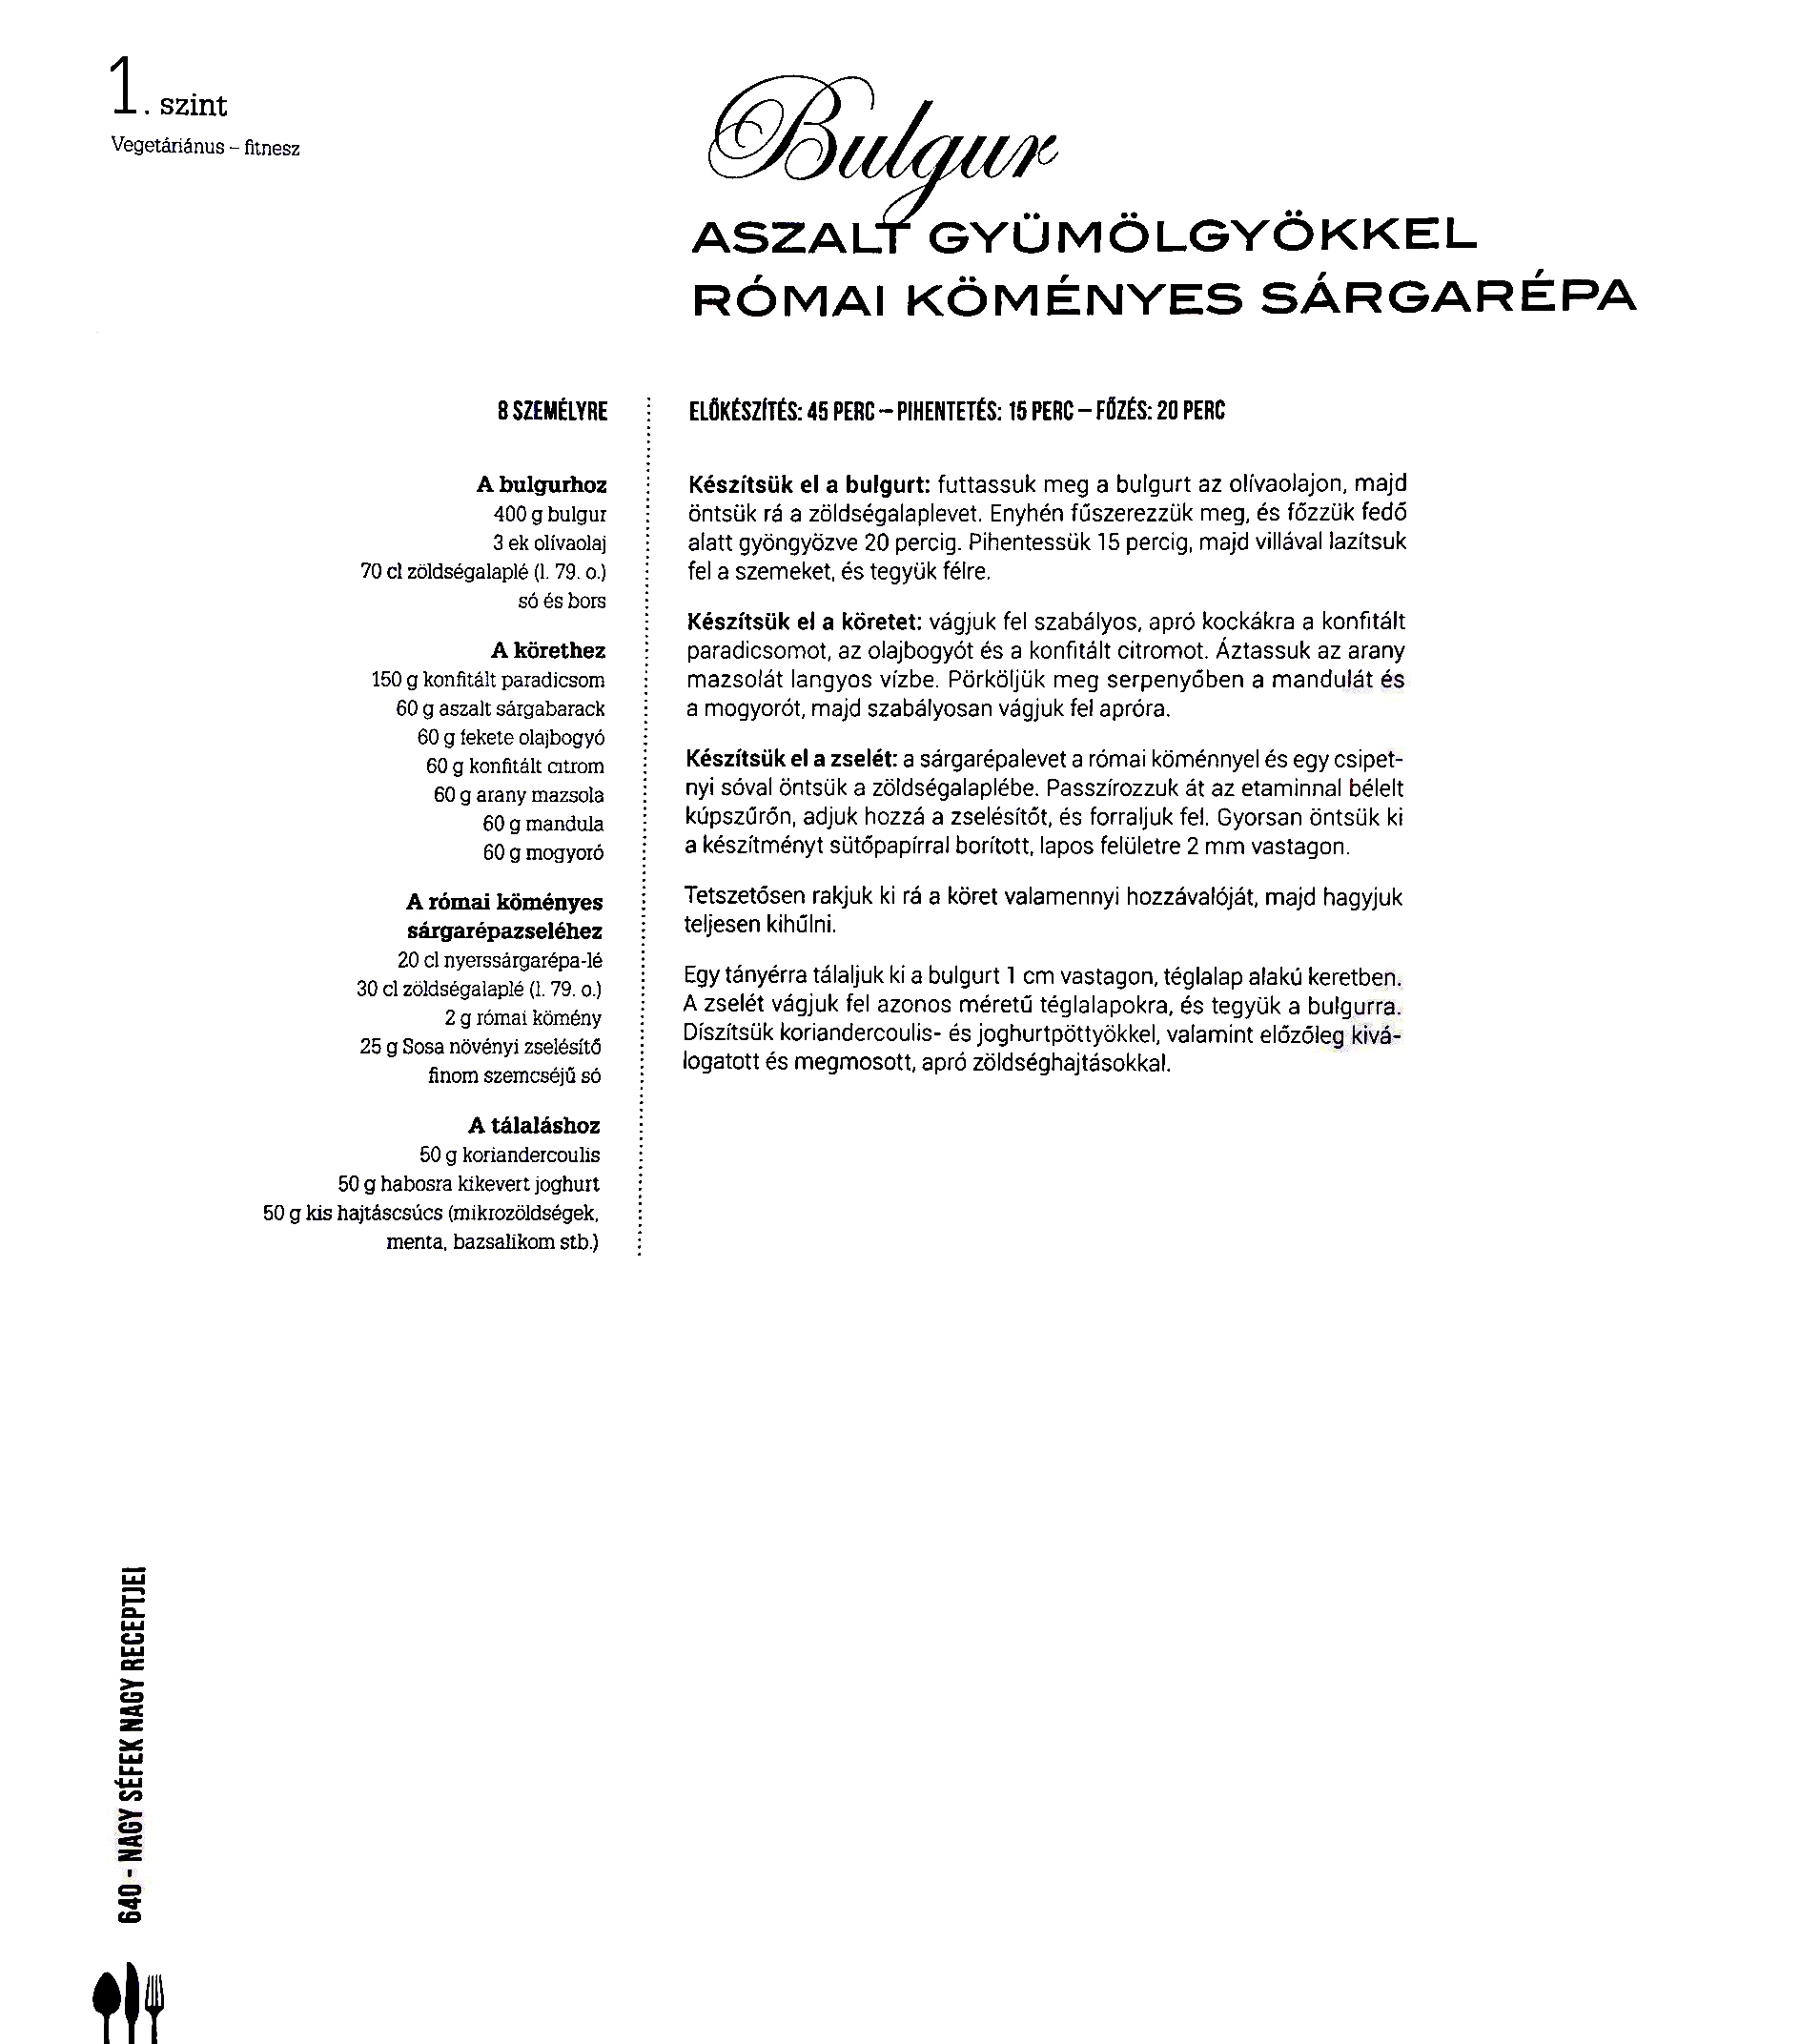 1. szint
Vegetáriánus – fitnesz
Bulgur
ASZALT GYÜMÖLGYÖKKEL
RÓMAI KÖMÉNYES SÁRGARÉPA
8 SZEMÉLYRE
A bulgurhoz
400 g bulgur
3 ek olívaolaj
70 cl zöldségalaplé (l. 79. o.)
só és bors
A körethez
150 g konfitált paradicsom
60 g aszalt sárgabarack
60 g fekete olajbogyó
60 g konfitált citrom
60 g arany mazsola
60 g mandula
60 g mogyoró
A római köményes
sárgarépazseléhez
20 cl nyerssárgarépa-lé
30 cl zöldségalaplé (l. 79. o.)
2 g római kömény
25 g Sosa növényi zselésítő
finom szemcséjű só
A tálaláshoz
50 g koriandercoulis
50 g habosra kikevert joghurt
50 g kis hajtáscsúcs (mikrozöldségek,
menta, bazsalikom stb.)
ELŐKÉSZÍTÉS: 45 PERC – PIHENTETÉS: 15 PERC – FŐZÉS: 20 PERC
Készítsük el a bulgurt: futtassuk meg a bulgurt az olívaolajon, majd
öntsük rá a zöldségalaplevet. Enyhén fűszerezzük meg, és főzzük fedő
alatt gyöngyözve 20 percig. Pihentessük 15 percig, majd villával lazítsuk
fel a szemeket, és tegyük félre.
Készítsük el a köretet: vágjuk fel szabályos, apró kockákra a konfitált
paradicsomot, az olajbogyót és a konfitált citromot. Áztassuk az arany
mazsolát langyos vízbe. Pörköljük meg serpenyőben a mandulát és
a mogyorót, majd szabályosan vágjuk fel apróra.
Készítsük el a zselét: a sárgarépalevet a római köménnyel és egy csipet-
nyi sóval öntsük a zöldségalaplébe. Passzírozzuk át az etaminnal bélelt
kúpszűrőn, adjuk hozzá a zselésítőt, és forraljuk fel. Gyorsan öntsük ki
a készítményt sütőpapírral borított, lapos felületre 2 mm vastagon.
Tetszetősen rakjuk ki rá a köret valamennyi hozzávalóját, majd hagyjuk
teljesen kihűlni.
Egy tányérra tálaljuk ki a bulgurt 1 cm vastagon, téglalap alakú keretben.
A zselét vágjuk fel azonos méretű téglalapokra, és tegyük a bulgurra.
Díszítsük koriandercoulis- és joghurtpöttyökkel, valamint előzőleg kivá-
logatott és megmosott, apró zöldséghajtásokkal.
640 - NAGY SÉFEK NAGY RECEPTJEI